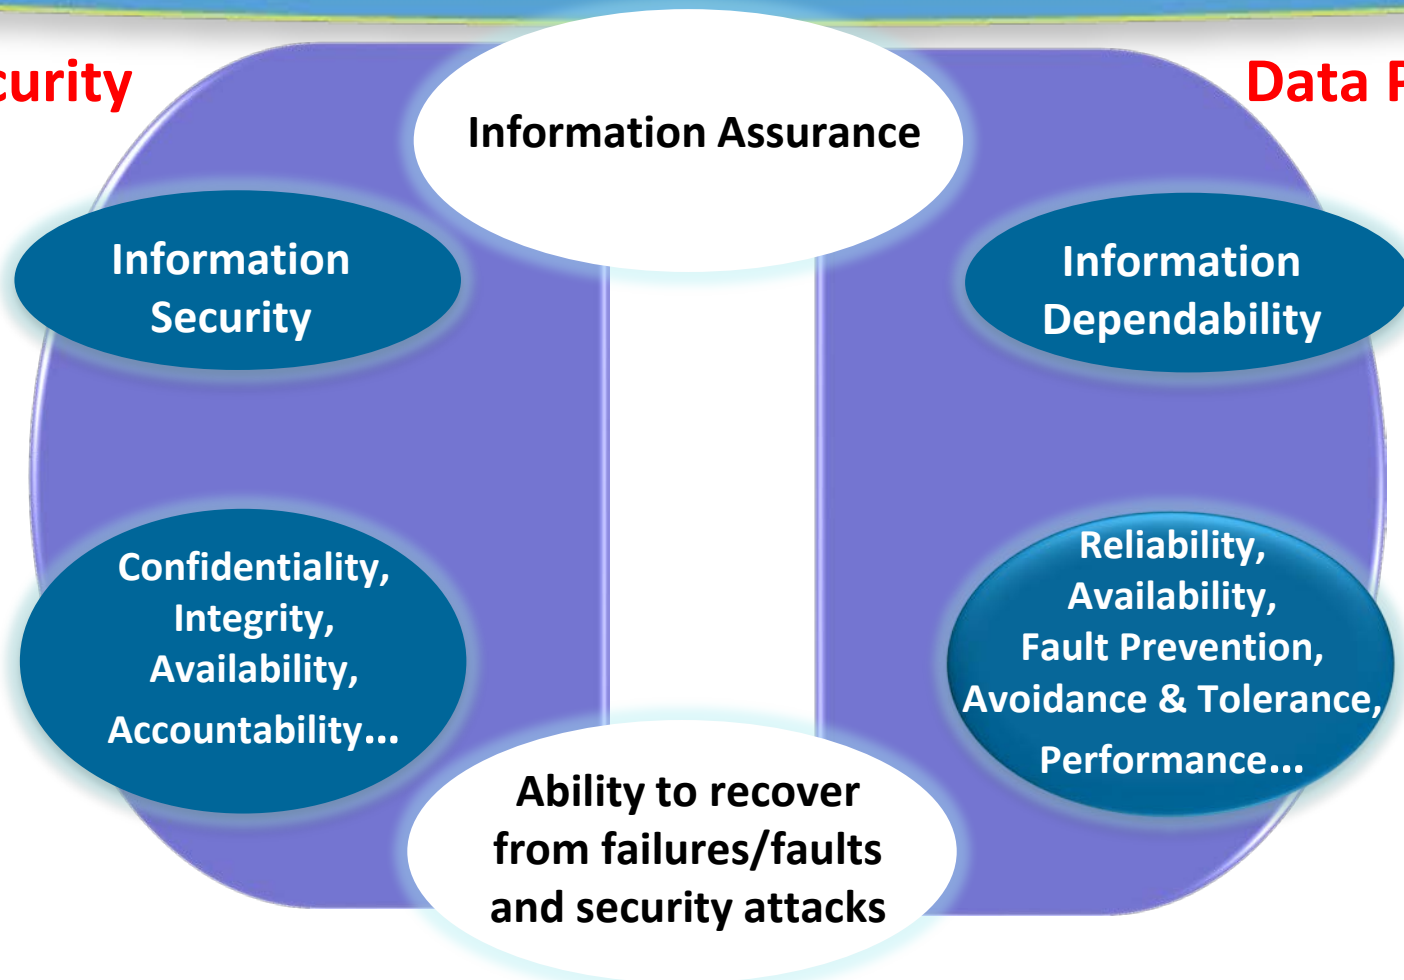 curity
Data P
Information Assurance
Information
Security
Information
Dependability
Confidentiality,
Integrity,
Availability,
Accountability...
Reliability,
Availability,
Fault Prevention,
Avoidance & Tolerance,
Performance...
Ability to recover
from failures/faults
and security attacks